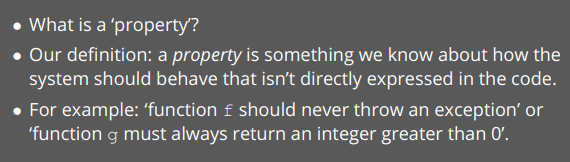 • What is a ‘property’?
• Our definition: a property is something we know about how the
system should behave that isn’t directly expressed in the code.
• For example: ‘function f should never throw an exception’ or
‘function g must always return an integer greater than 0’.